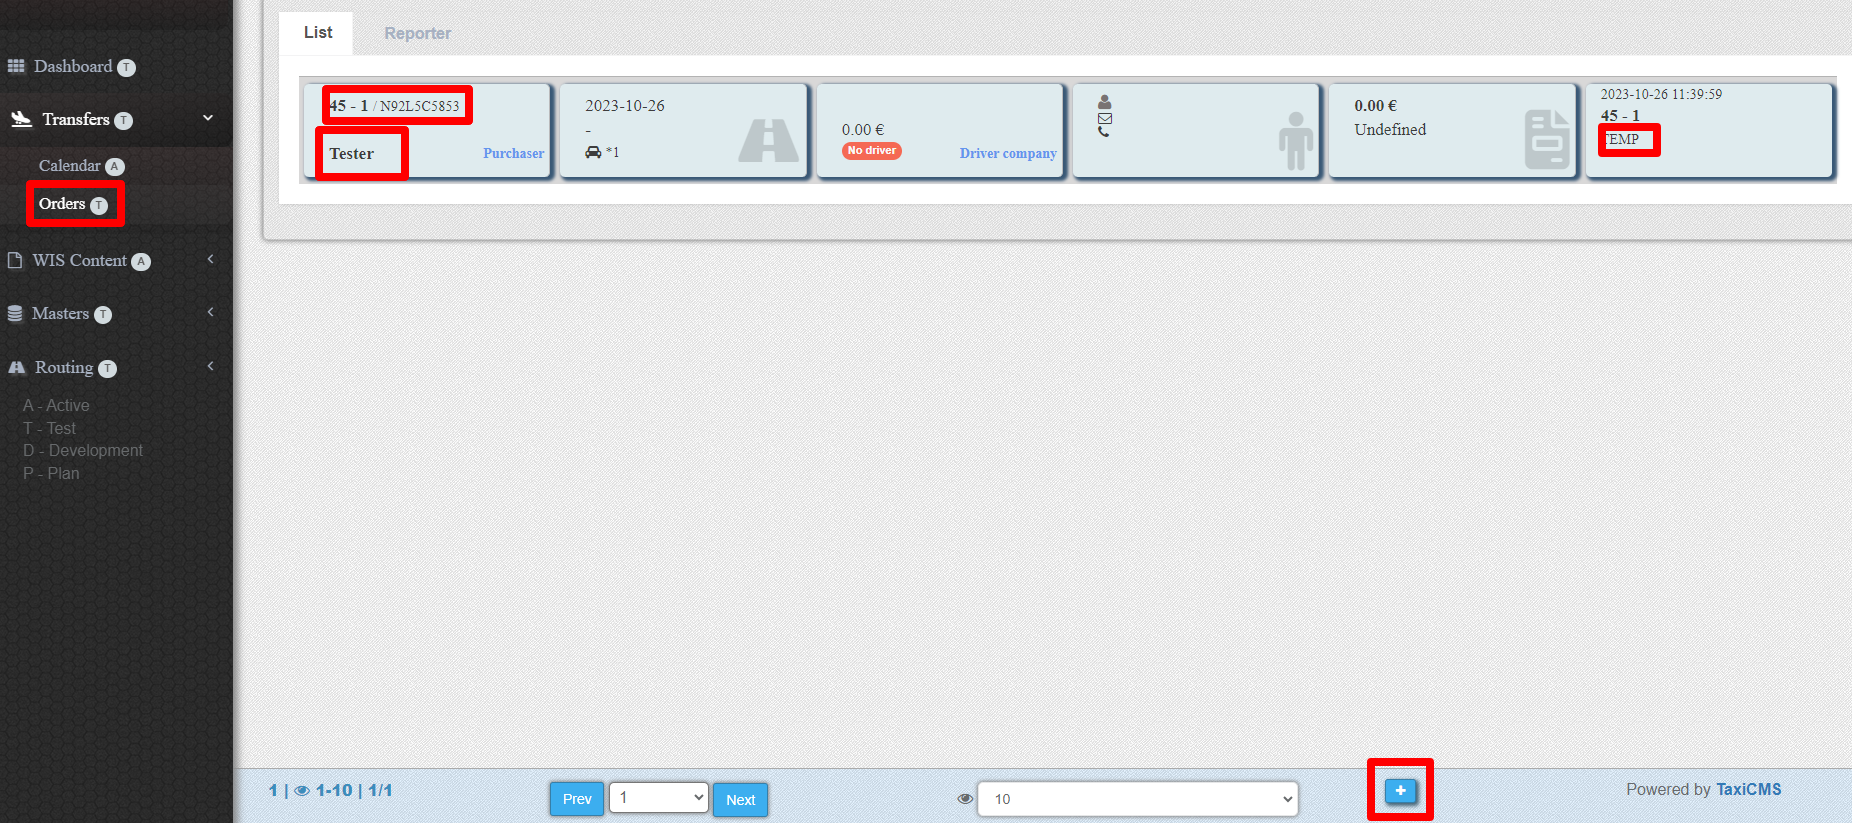 Dashboard T
Transfers T
Calendar A
Orders T
WIS Content A
Masters T
Routing T
A - Active
T - Test
D - Development
P - Plan
List
Reporter
45 - 1 / N92L5C5853
Tester
Purchaser
2023-10-26
-
*1
0.00 €
No driver
Driver company
0.00 €
Undefined
2023-10-26 11:39:59
45 - 1
TEMP
1 | 1-10 | 1/1
Prev
1
Next
10
+
Powered by TaxiCMS